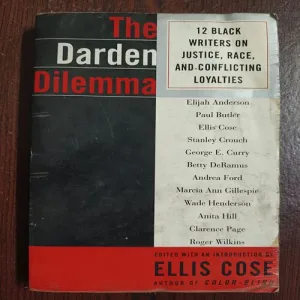 The
Darden
Dilemma
12 BLACK
WRITERS ON
JUSTICE, RACE,
AND CONFLICTING
LOYALTIES
Elijah Anderson
Paul Butler
Ellis Cose
Stanley Crouch
George E. Curry
Betty DeRamus
Andrea Ford
Marcia Ann Gillespie
Wade Henderson
Anita Hill
Clarence Page
Roger Wilkins
EDITED WITH AN INTRODUCTION BY
ELLIS COSE
AUTHOR OF COLOR-BLIND